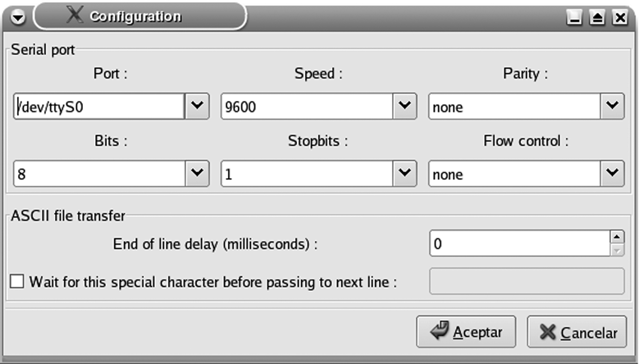 Configuration
Serial port
Port : Speed : Parity :
/dev/ttyS0 9600 none
Bits : Stopbits : Flow control :
8 1 none
ASCII file transfer
End of line delay (milliseconds) : 0
Wait for this special character before passing to next line :
Aceptar Cancelar